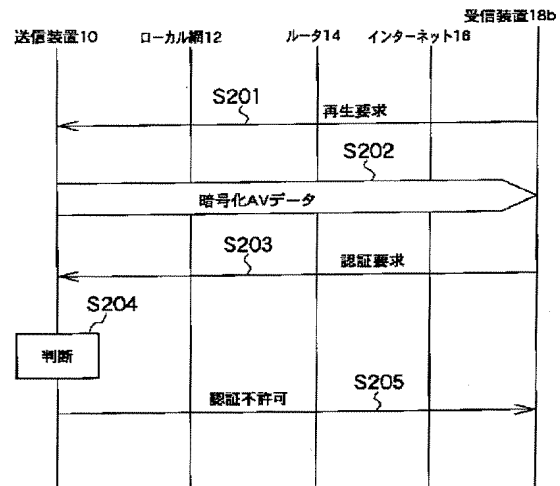 送信装置10
ローカル網12
ルータ14
インターネット16
受信装置18b
S201
再生要求
S202
暗号化AVデータ
S203
認証要求
S204
判断
認証不許可
S205